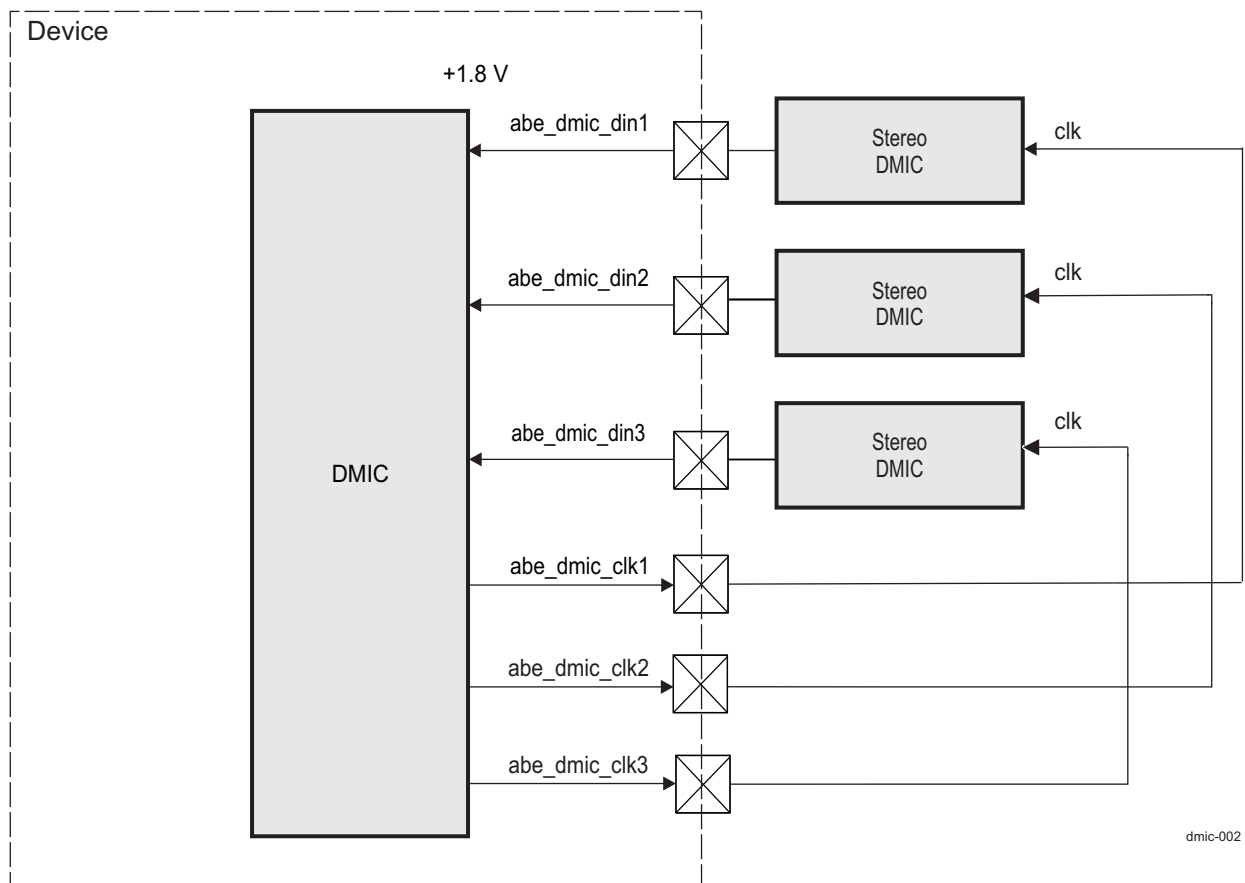 Device
+1.8 V
abe_dmic_din1
Stereo
DMIC
clk
abe_dmic_din2
Stereo
DMIC
clk
abe_dmic_din3
Stereo
DMIC
clk
DMIC
abe_dmic_clk1
abe_dmic_clk2
abe_dmic_clk3
dmic-002